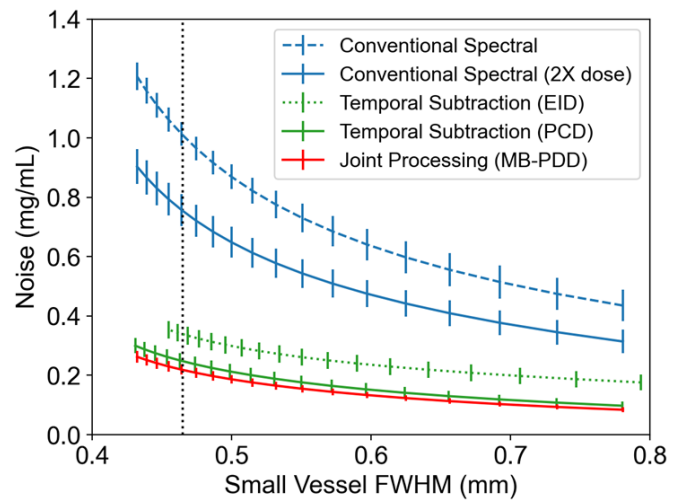 1.4
1.2
1.0
0.8
0.6
0.4
0.2
0.0
Noise (mg/mL)
Conventional Spectral
Conventional Spectral (2X dose)
Temporal Subtraction (EID)
Temporal Subtraction (PCD)
Joint Processing (MB-PDD)
0.4 0.5 0.6 0.7 0.8
Small Vessel FWHM (mm)